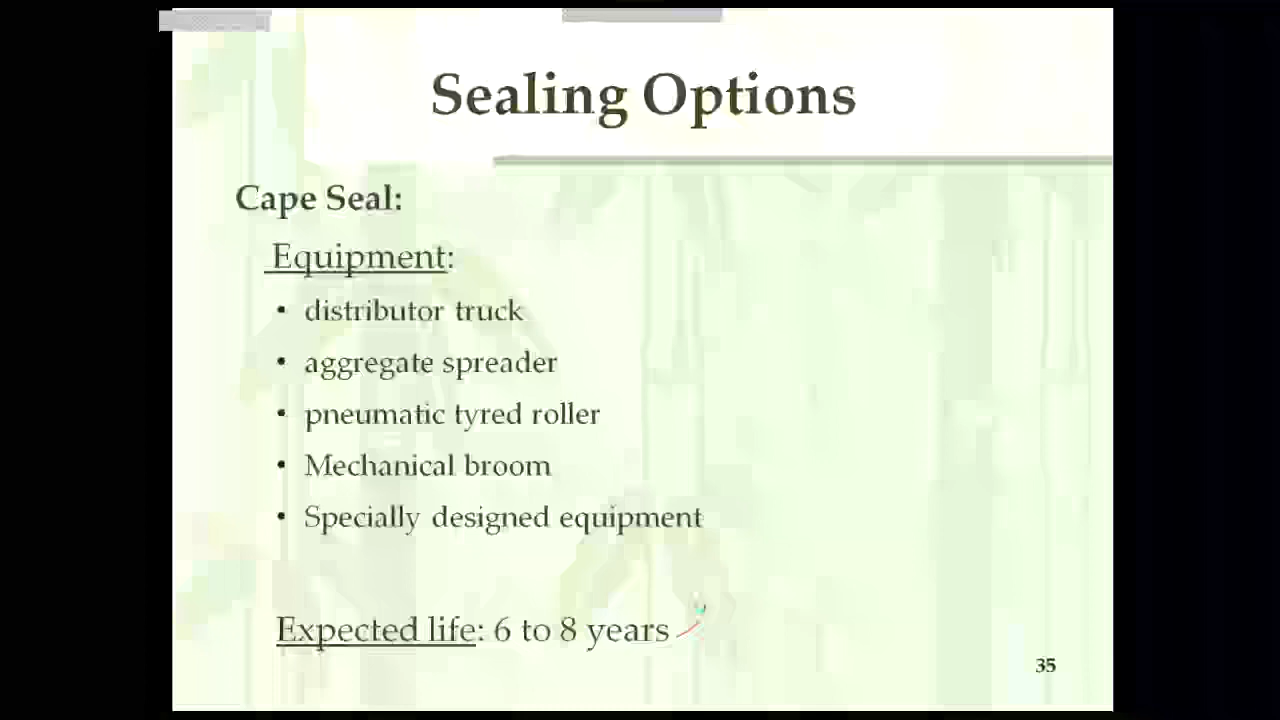 Sealing Options
Cape Seal:
Equipment:
• distributor truck
• aggregate spreader
• pneumatic tyred roller
• Mechanical broom
• Specially designed equipment
Expected life: 6 to 8 years
35